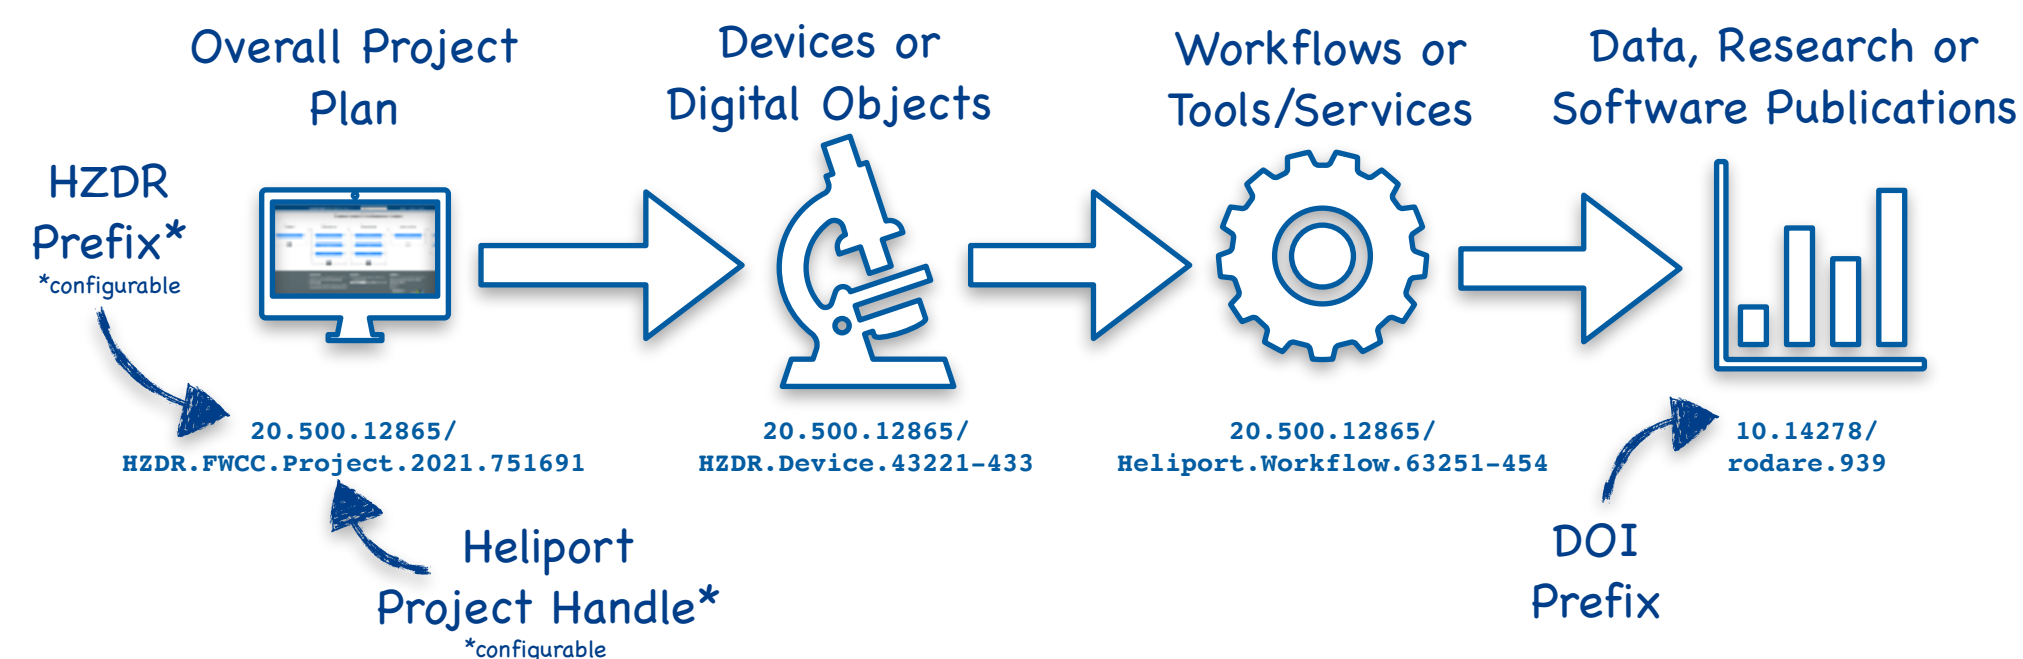 Overall Project
Plan
Devices or
Digital Objects
Workflows or
Tools/Services
Data, Research or
Software Publications
HZDR
Prefix*
*configurable
20.500.12865/
HZDR.FWCC.Project.2021.751691
20.500.12865/
HZDR.Device.43221-433
20.500.12865/
Heliport.Workflow.63251-454
10.14278/
rodare.939
Heliport
Project Handle*
*configurable
DOI
Prefix